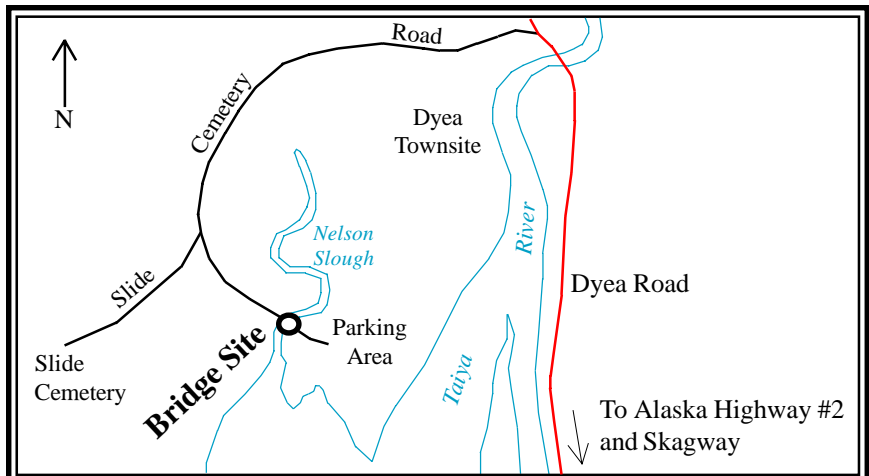 Road
N
Cemetery
Dyea
Townsite
Nelson
Slough
River
Slide
Dyea Road
Bridge Site
Parking
Area
Slide
Cemetery
Taiya
To Alaska Highway #2
and Skagway